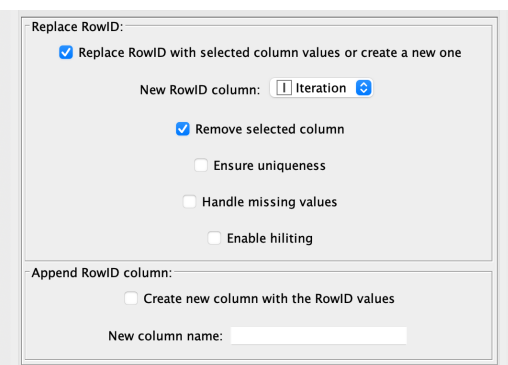 Replace RowID:
Replace RowID with selected column values or create a new one
New RowID column: I Iteration
Remove selected column
Ensure uniqueness
Handle missing values
Enable hiliting
Append RowID column:
Create new column with the RowID values
New column name: